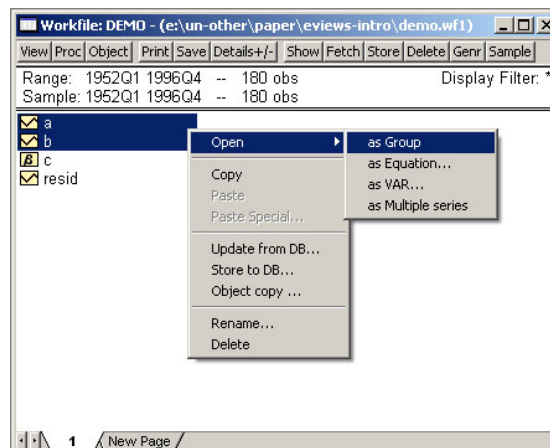 Workfile: DEMO - (e:\un-other\paper\eviews-intro\demo.wf1)
View Proc Object Print Save Details+/- Show Fetch Store Delete Genr Sample
Range: 1952Q1 1996Q4 -- 180 obs Display Filter: *
Sample: 1952Q1 1996Q4 -- 180 obs
a
b
β c
resid
Open
as Group
as Equation...
as VAR...
as Multiple series
Copy
Paste
Paste Special...
Update from DB...
Store to DB...
Object copy ...
Rename...
Delete
1 New Page